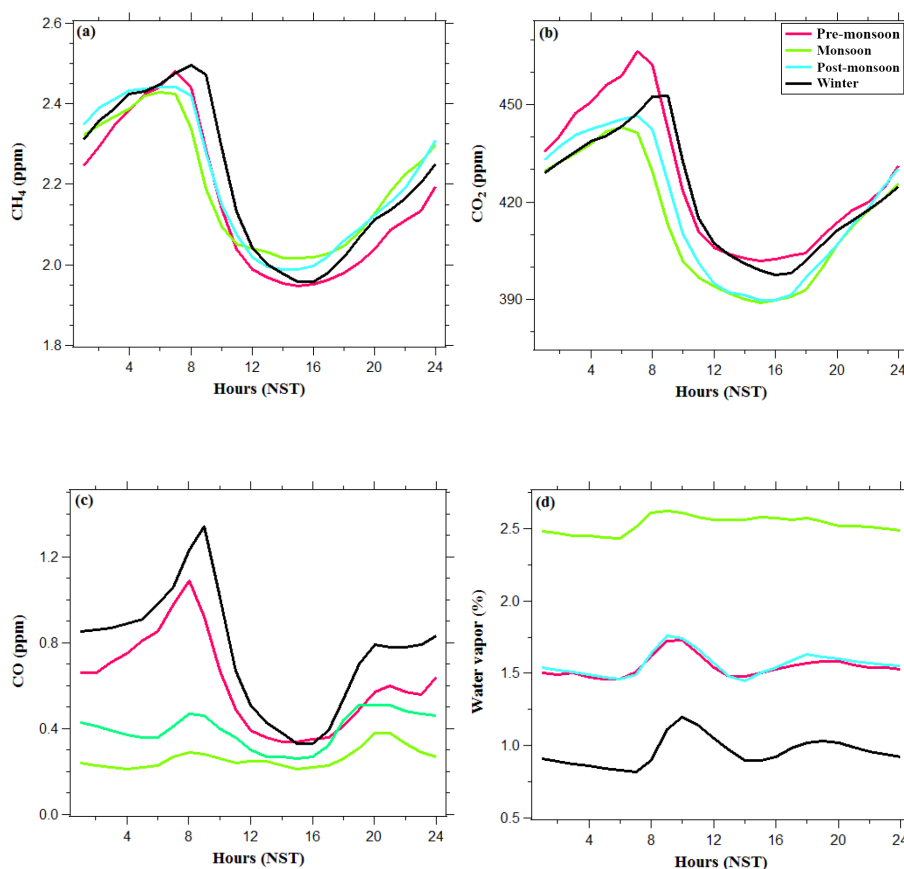 (a)
2.6
2.4
2.2
2.0
1.8
CH4 (ppm)
4 8 12 16 20 24
Hours (NST)
(b)
Pre-monsoon
Monsoon
Post-monsoon
Winter
450
420
390
CO2 (ppm)
4 8 12 16 20 24
Hours (NST)
(c)
1.2
0.8
0.4
0.0
CO (ppm)
4 8 12 16 20 24
Hours (NST)
(d)
2.5
2.0
1.5
1.0
0.5
Water vapor (%)
4 8 12 16 20 24
Hours (NST)